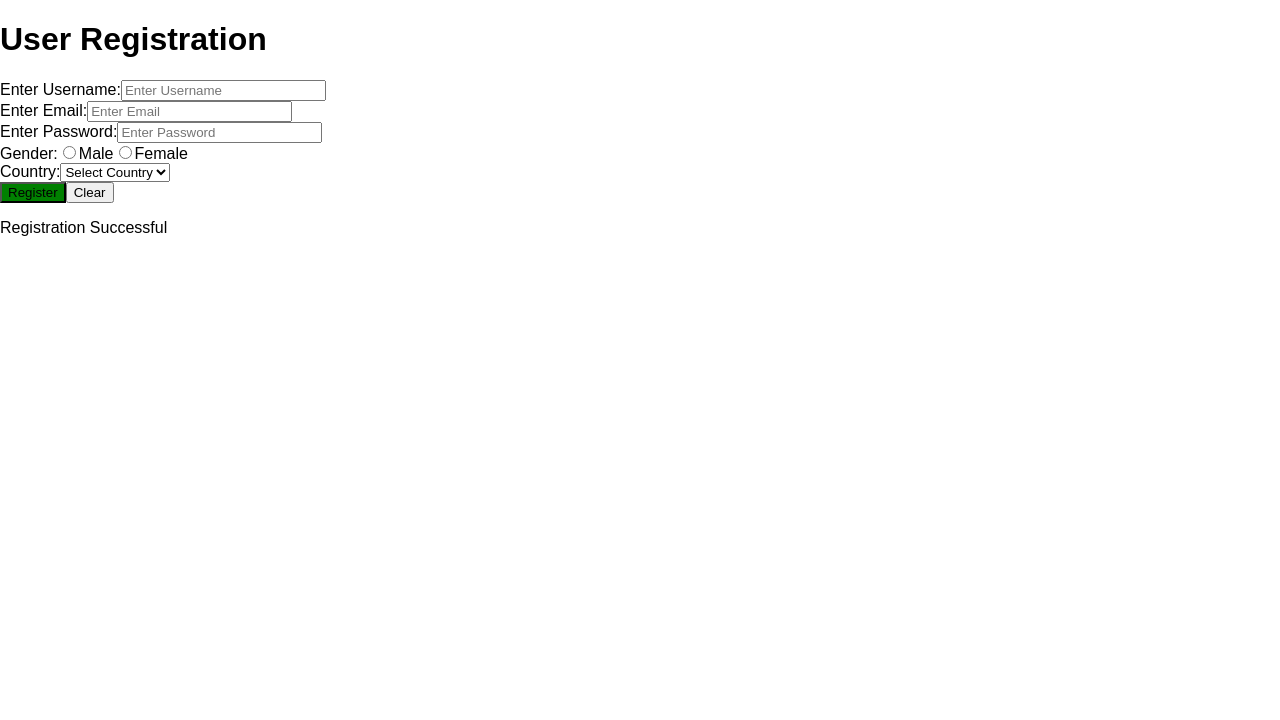 User Registration
Enter Username: Enter Username
Enter Email: Enter Email
Enter Password: Enter Password
Gender: Male Female
Country: Select Country
Register Clear
Registration Successful